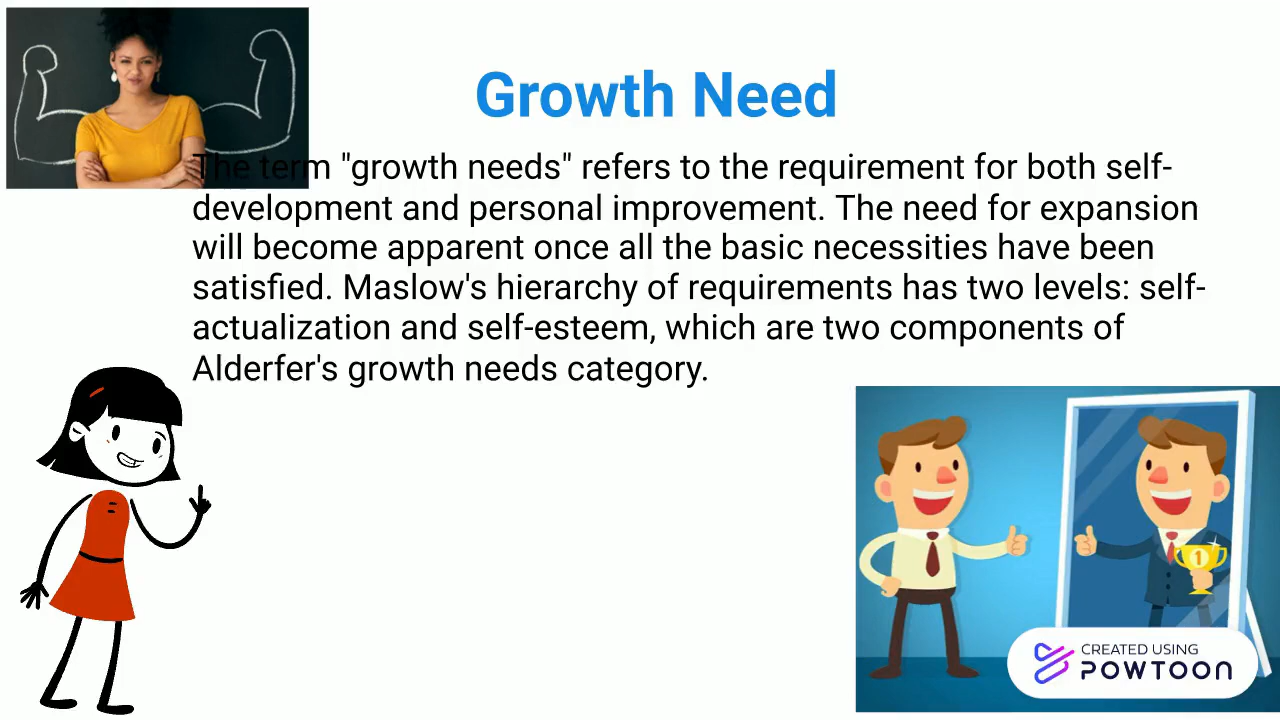 Growth Need
The term "growth needs" refers to the requirement for both self-
development and personal improvement. The need for expansion
will become apparent once all the basic necessities have been
satisfied. Maslow's hierarchy of requirements has two levels: self-
actualization and self-esteem, which are two components of
Alderfer's growth needs category.
1
CREATED USING
POWTOON